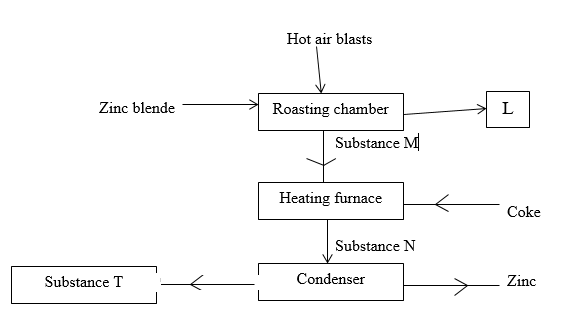 Hot air blasts
Zinc blende
Roasting chamber
L
Substance M
Heating furnace
Coke
Substance N
Substance T
Condenser
Zinc